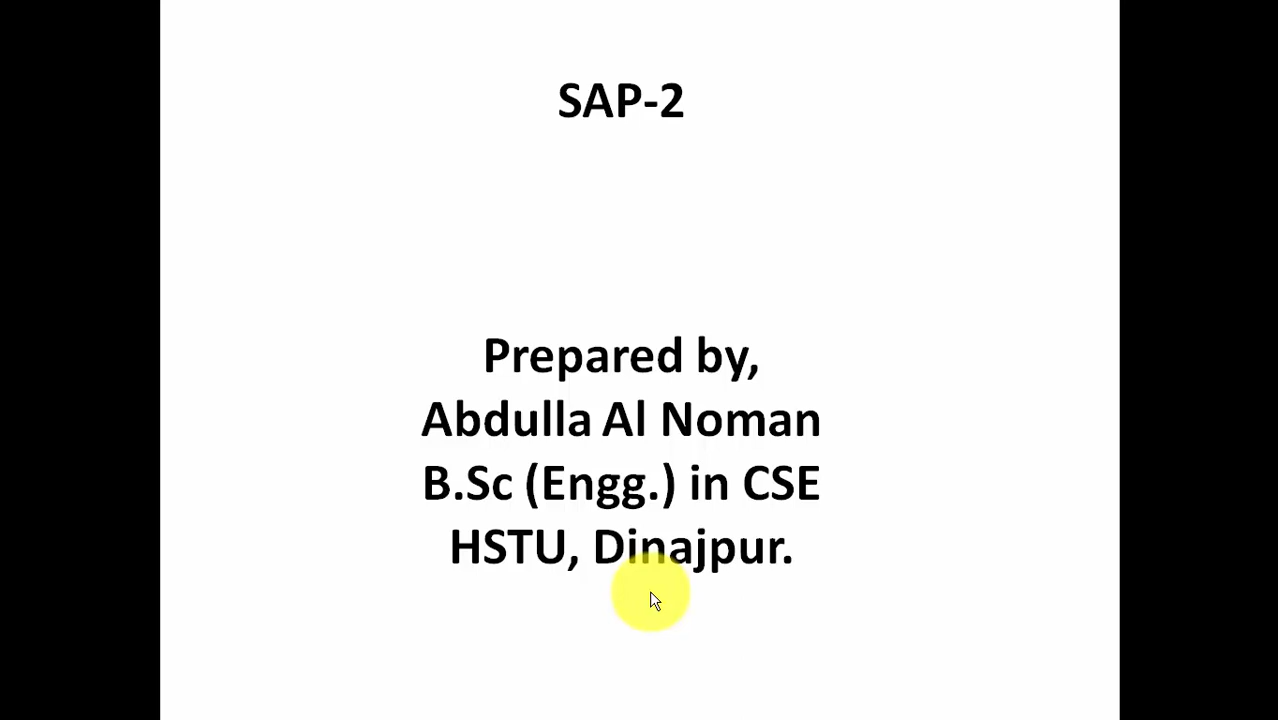 SAP-2
Prepared by,
Abdulla Al Noman
B.Sc (Engg.) in CSE
HSTU, Dinajpur.